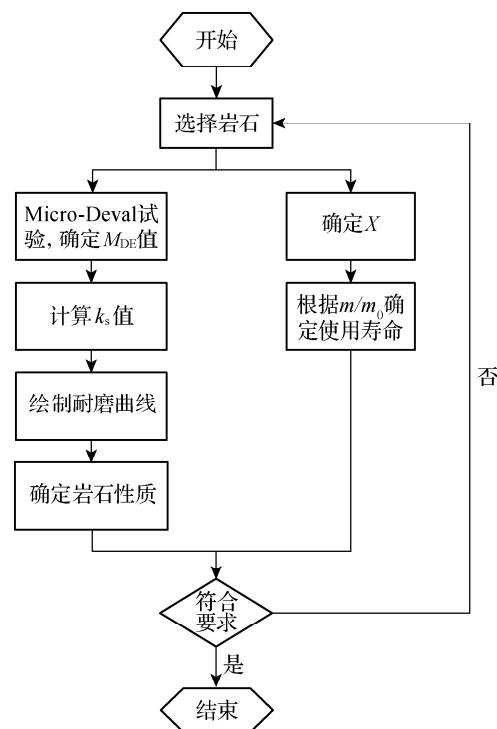 开始
选择岩石
Micro-Deval试
验, 确定M_DE值
计算k_s值
绘制耐磨曲线
确定岩石性质
确定X
根据m/m_0确
定使用寿命
否
符合
要求
是
结束